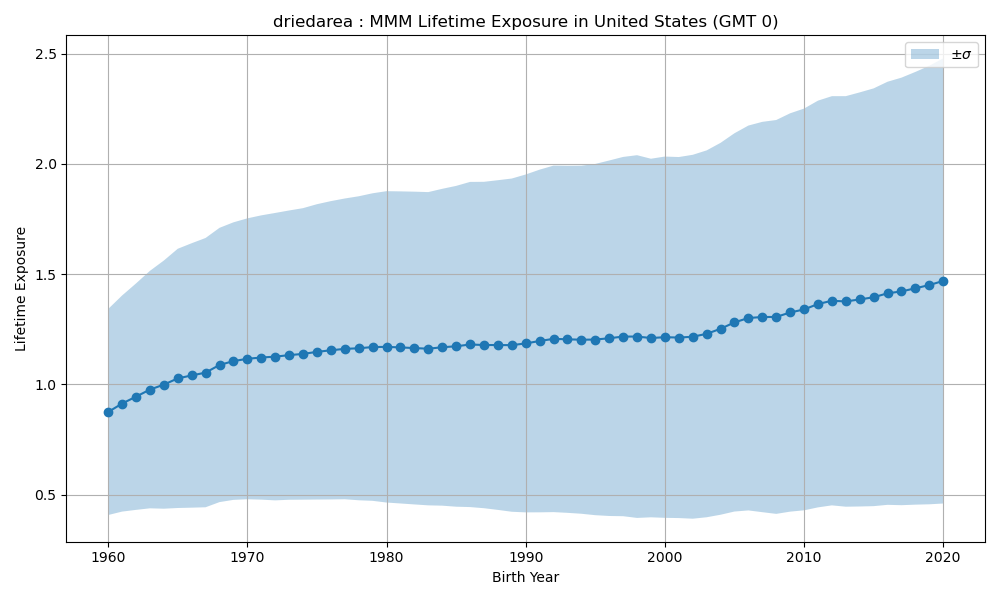 driedarea : MMM Lifetime Exposure in United States (GMT 0)
±σ
2.5
2.0
1.5
1.0
0.5
Lifetime Exposure
1960 1970 1980 1990 2000 2010 2020
Birth Year